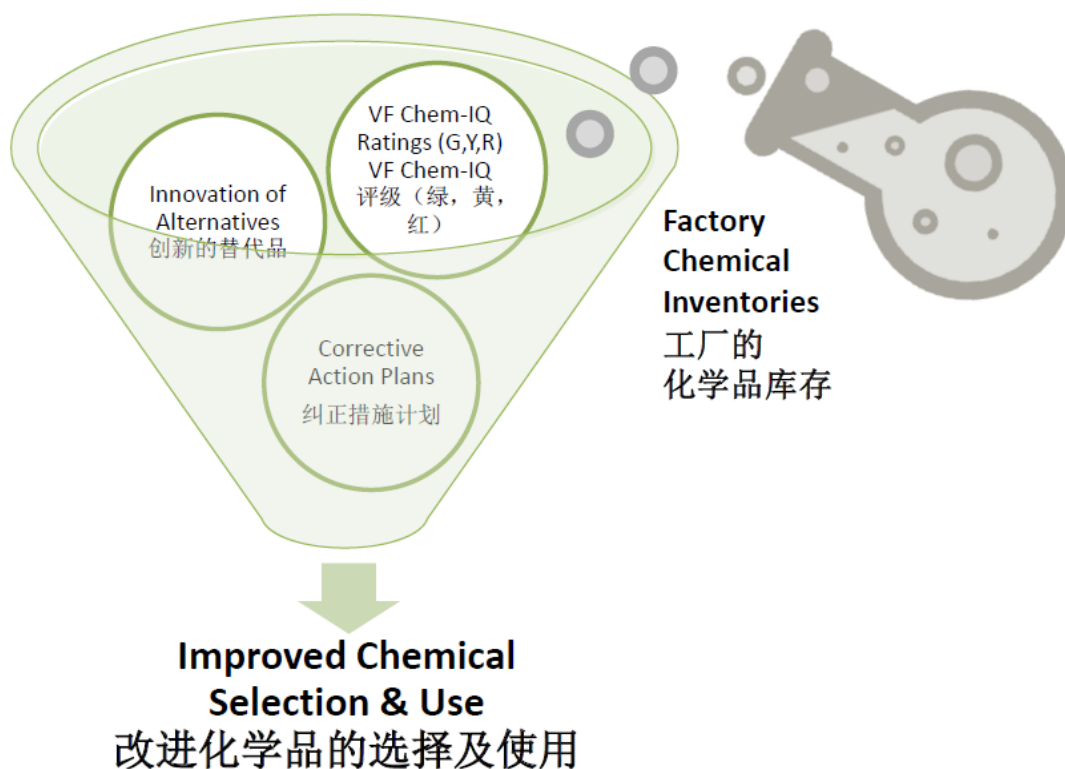 VF Chem-IQ
Ratings (G,Y,R)
VF Chem-IQ
评级（绿，黄，
红）
Innovation of
Alternatives
创新的替代品
Corrective
Action Plans
纠正措施计划
Factory
Chemical
Inventories
工厂的
化学品库存
Improved Chemical
Selection & Use
改进化学品的选择及使用